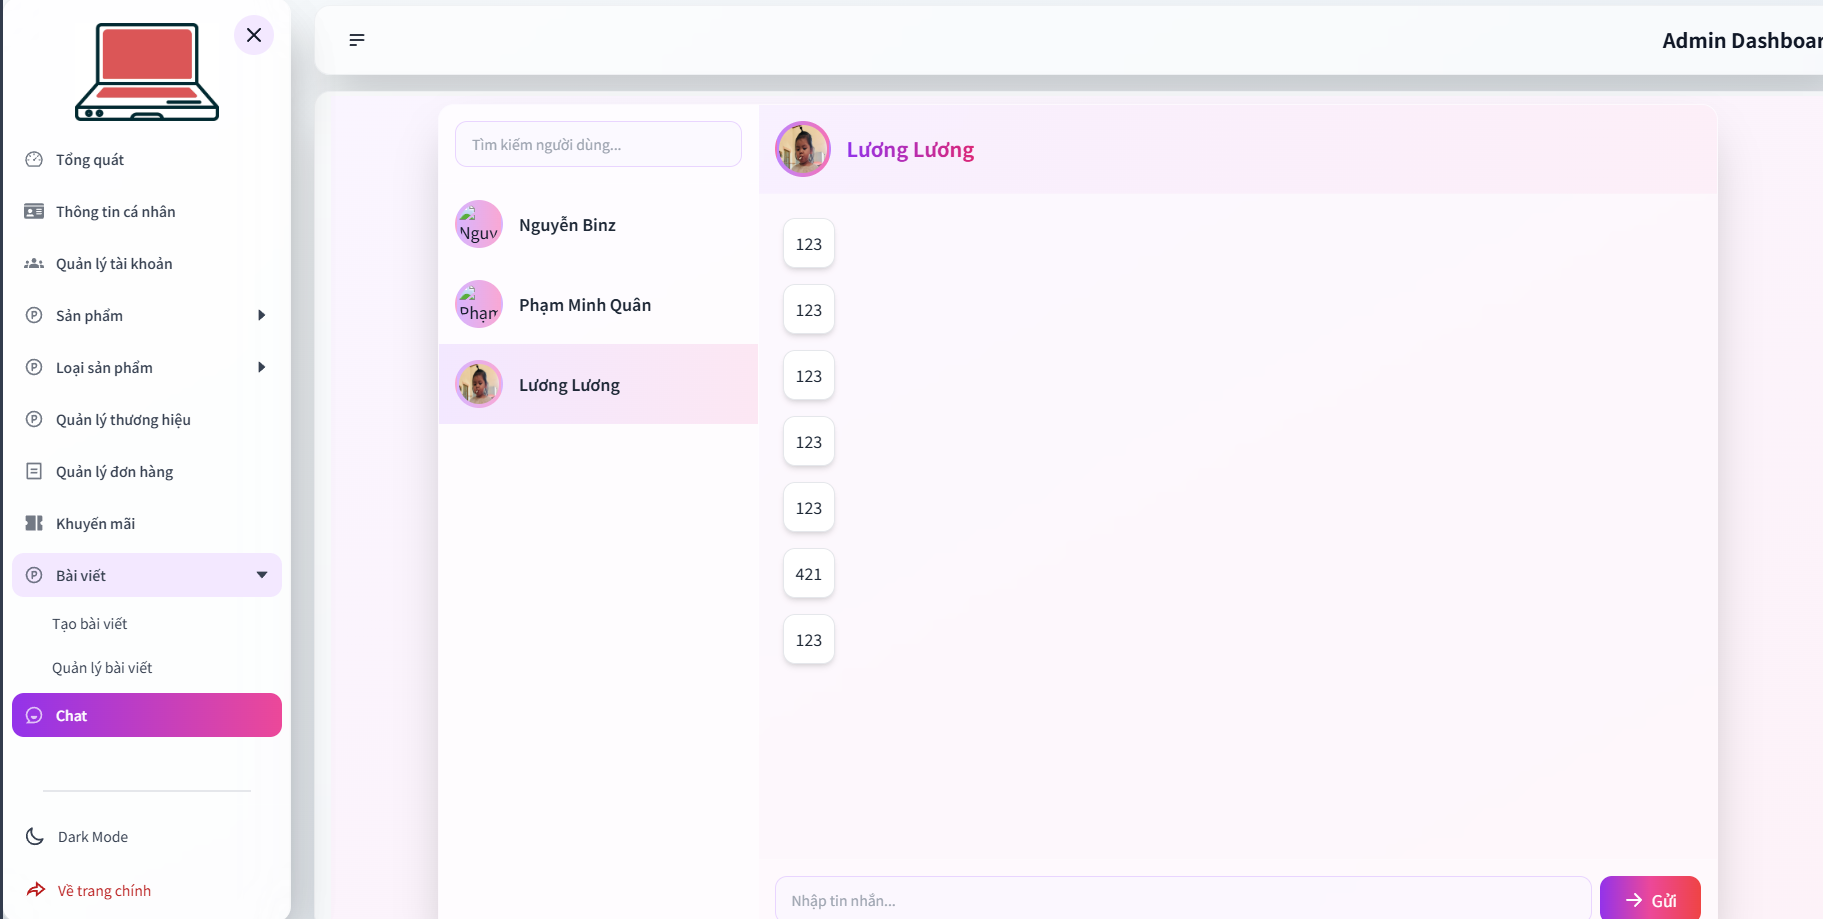 Tổng quát
Thông tin cá nhân
Quản lý tài khoản
Sản phẩm
Loại sản phẩm
Quản lý thương hiệu
Quản lý đơn hàng
Khuyến mãi
Bài viết
Tạo bài viết
Quản lý bài viết
Chat
Dark Mode
Về trang chính
Admin Dashboar
Tìm kiếm người dùng...
Nguy
Nguyễn Binz
Phạm
Phạm Minh Quân
Lương Lương
Lương Lương
123
123
123
123
123
421
123
Nhập tin nhắn...
Gửi